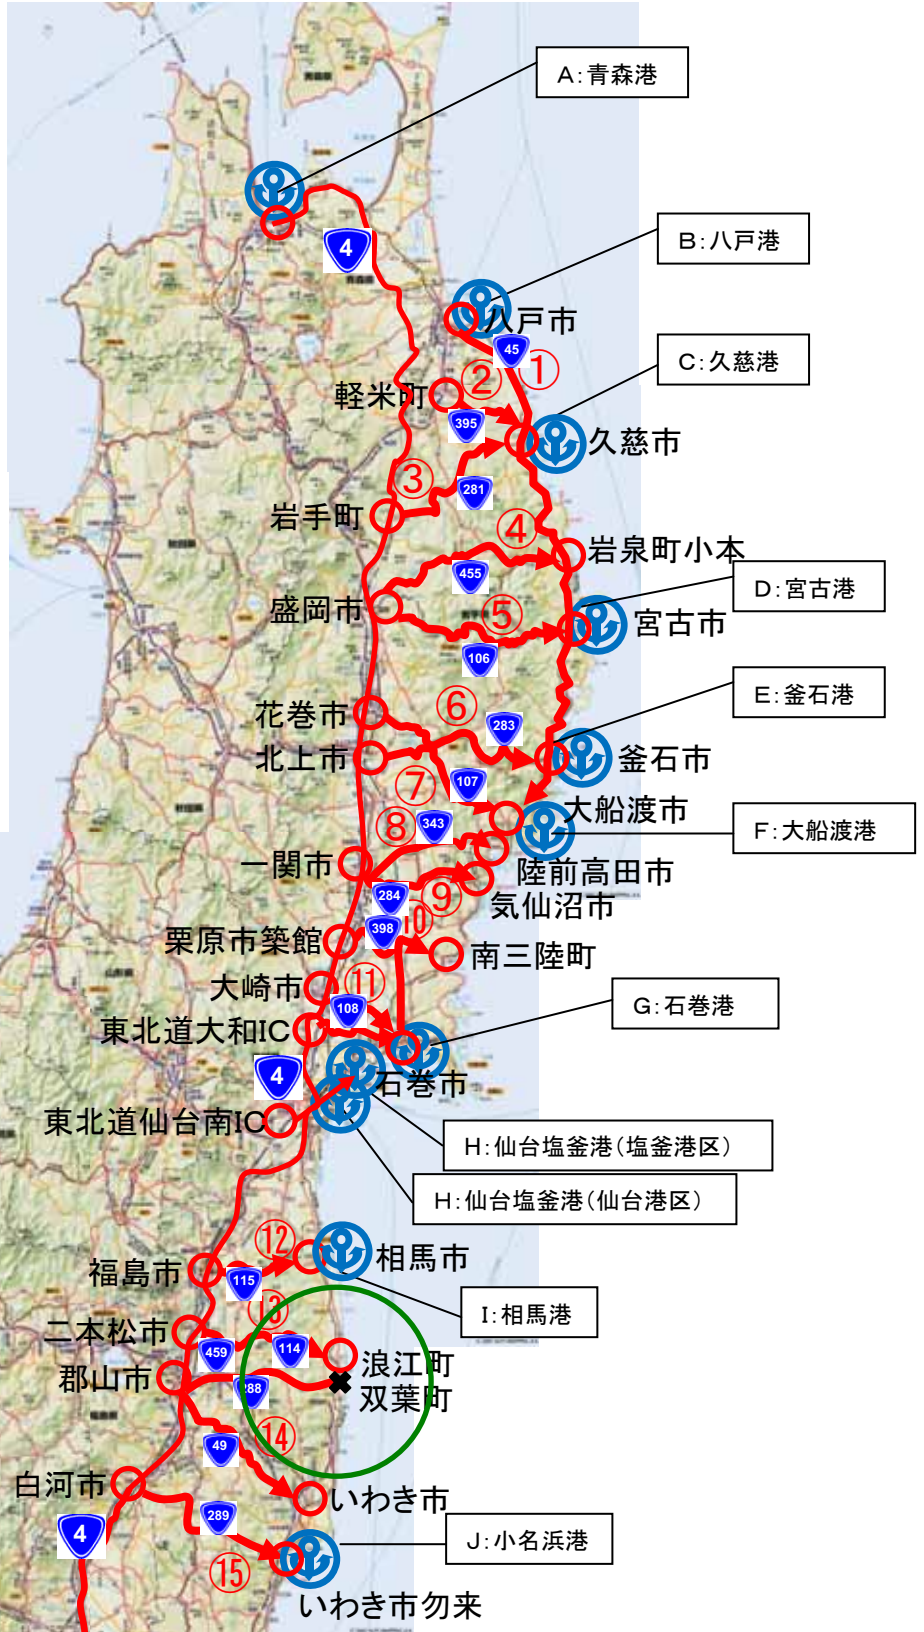 A:青森港
4
B:八戸港
八戸市
45
①
C:久慈港
②
軽米町
395
久慈市
③
281
岩手町
④
岩泉町小本
455
D:宮古港
盛岡市
⑤
宮古市
106
E:釜石港
⑥
花巻市
283
北上市
釜石市
⑦
107
大船渡市
F:大船渡港
⑧
343
一関市
陸前高田市
284
⑨
気仙沼市
⑩
398
栗原市築館
南三陸町
大崎市
⑪
G:石巻港
108
東北道大和IC
4
石巻市
東北道仙台南IC
H:仙台塩釜港(塩釜港区)
H:仙台塩釜港(仙台港区)
⑫
相馬市
福島市
115
I:相馬港
⑬
二本松市
459
114
浪江町
郡山市
288
双葉町
49
⑭
白河市
いわき市
289
4
J:小名浜港
⑮
いわき市勿来